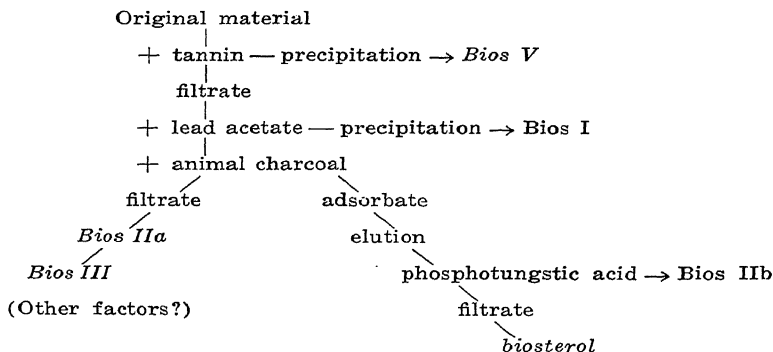 Original material
+ tannin — precipitation → Bios V
filtrate
+ lead acetate — precipitation → Bios I
+ animal charcoal
filtrate adsorbate
Bios IIa elution
Bios III phosphotungstic acid → Bios IIb
(Other factors?) filtrate
biosterol